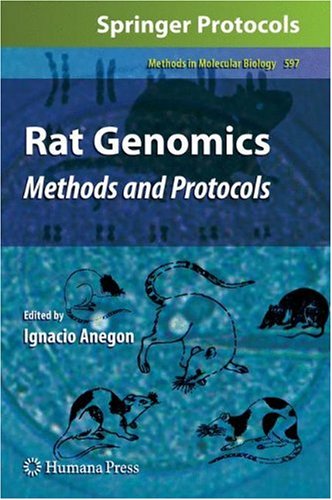 Springer Protocols
Methods in Molecular Biology 597
Rat Genomics
Methods and Protocols
Edited by
Ignacio Anegon
Humana Press